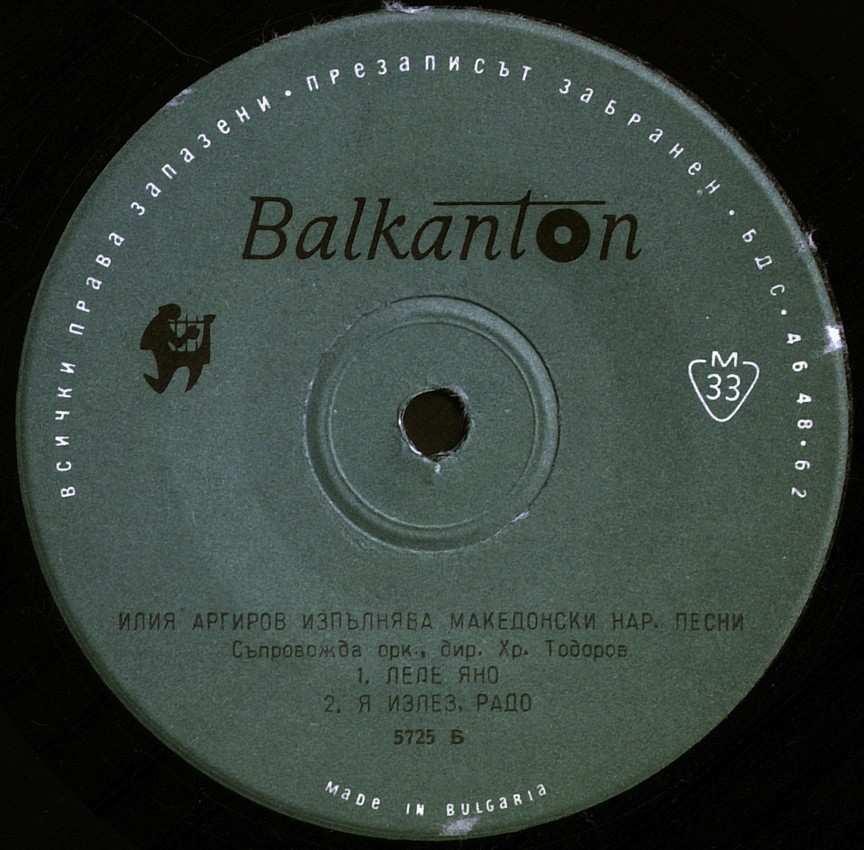 ВСИЧКИ ПРАВА ЗАПАЗЕНИ • ПРЕЗАПИСЪТ ЗАБРАНЕН • БДС • 4648 • 62
Balkanton
M
33
ИЛИЯ АРГИРОВ ИЗПЪЛНЯВА МАКЕДОНСКИ НАР. ПЕСНИ
Съпровожда орк., дир. Хр. Тодоров
1. ЛЕЛЕ ЯНО
2. Я ИЗЛЕЗ, РАДО
5725 Б
MADE IN BULGARIA